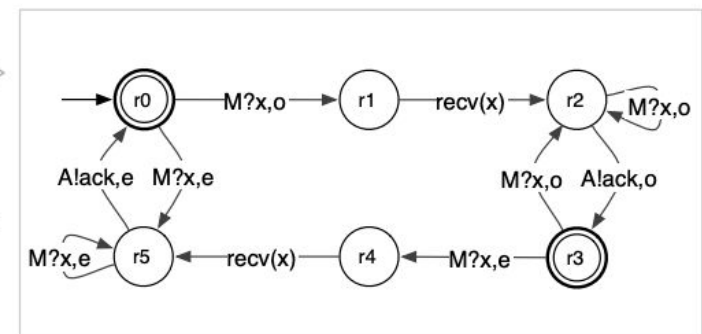 r0 M?x,o r1 recv(x) r2 M?x,o
A!ack,e M?x,e M?x,o A!ack,o
M?x,e r5 recv(x) r4 M?x,e r3